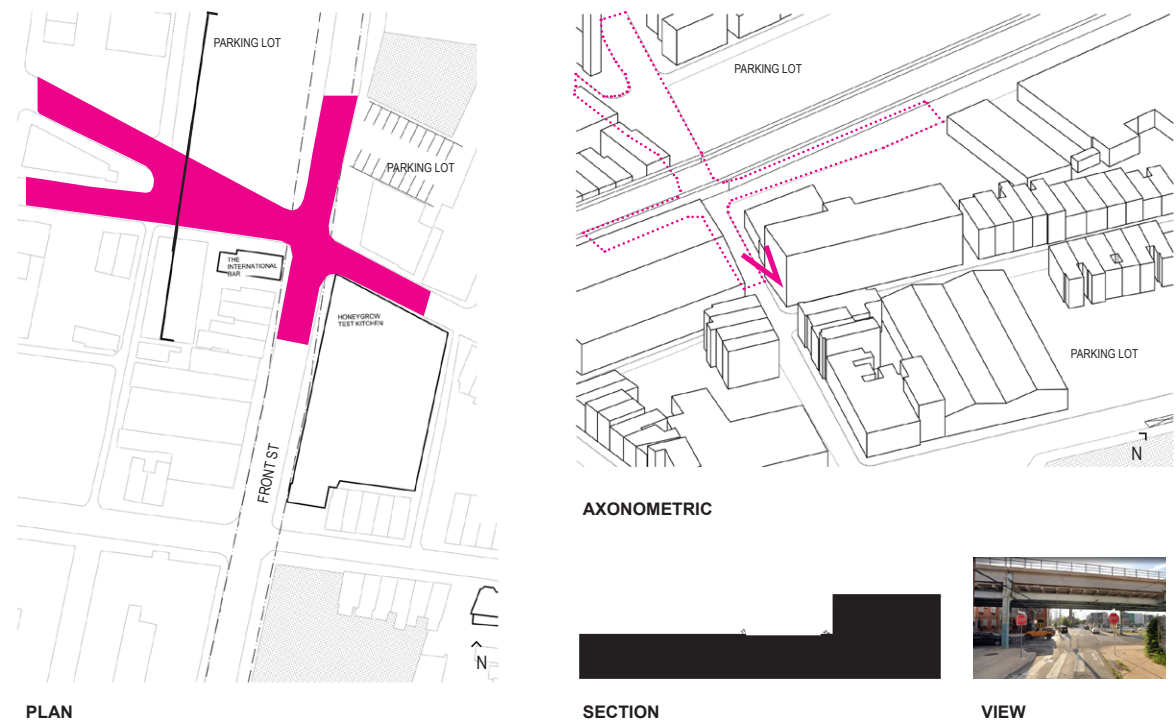 PARKING LOT
PARKING LOT
THE
INTERNATIONAL
BAR
HONEYGROW
TEST KITCHEN
FRONT ST
N
PLAN
PARKING LOT
PARKING LOT
N
AXONOMETRIC
SECTION
VIEW